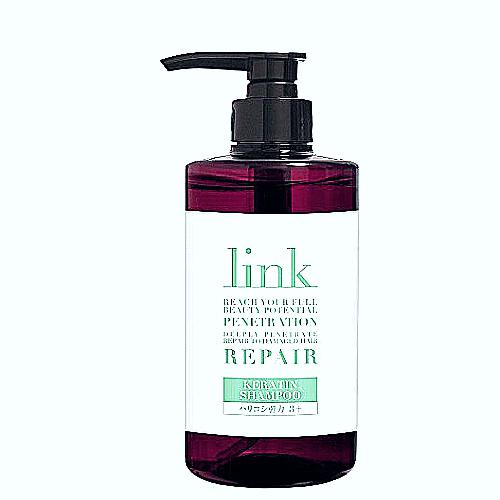 link
REACH YOUR FULL
BEAUTY POTENTIAL
PENETRATION
DEEPLY PENETRATE
REPAIR TO DAMAGED HAIR
REPAIR
KERATIN
SHAMPOO
ハリコシ弾力 3+